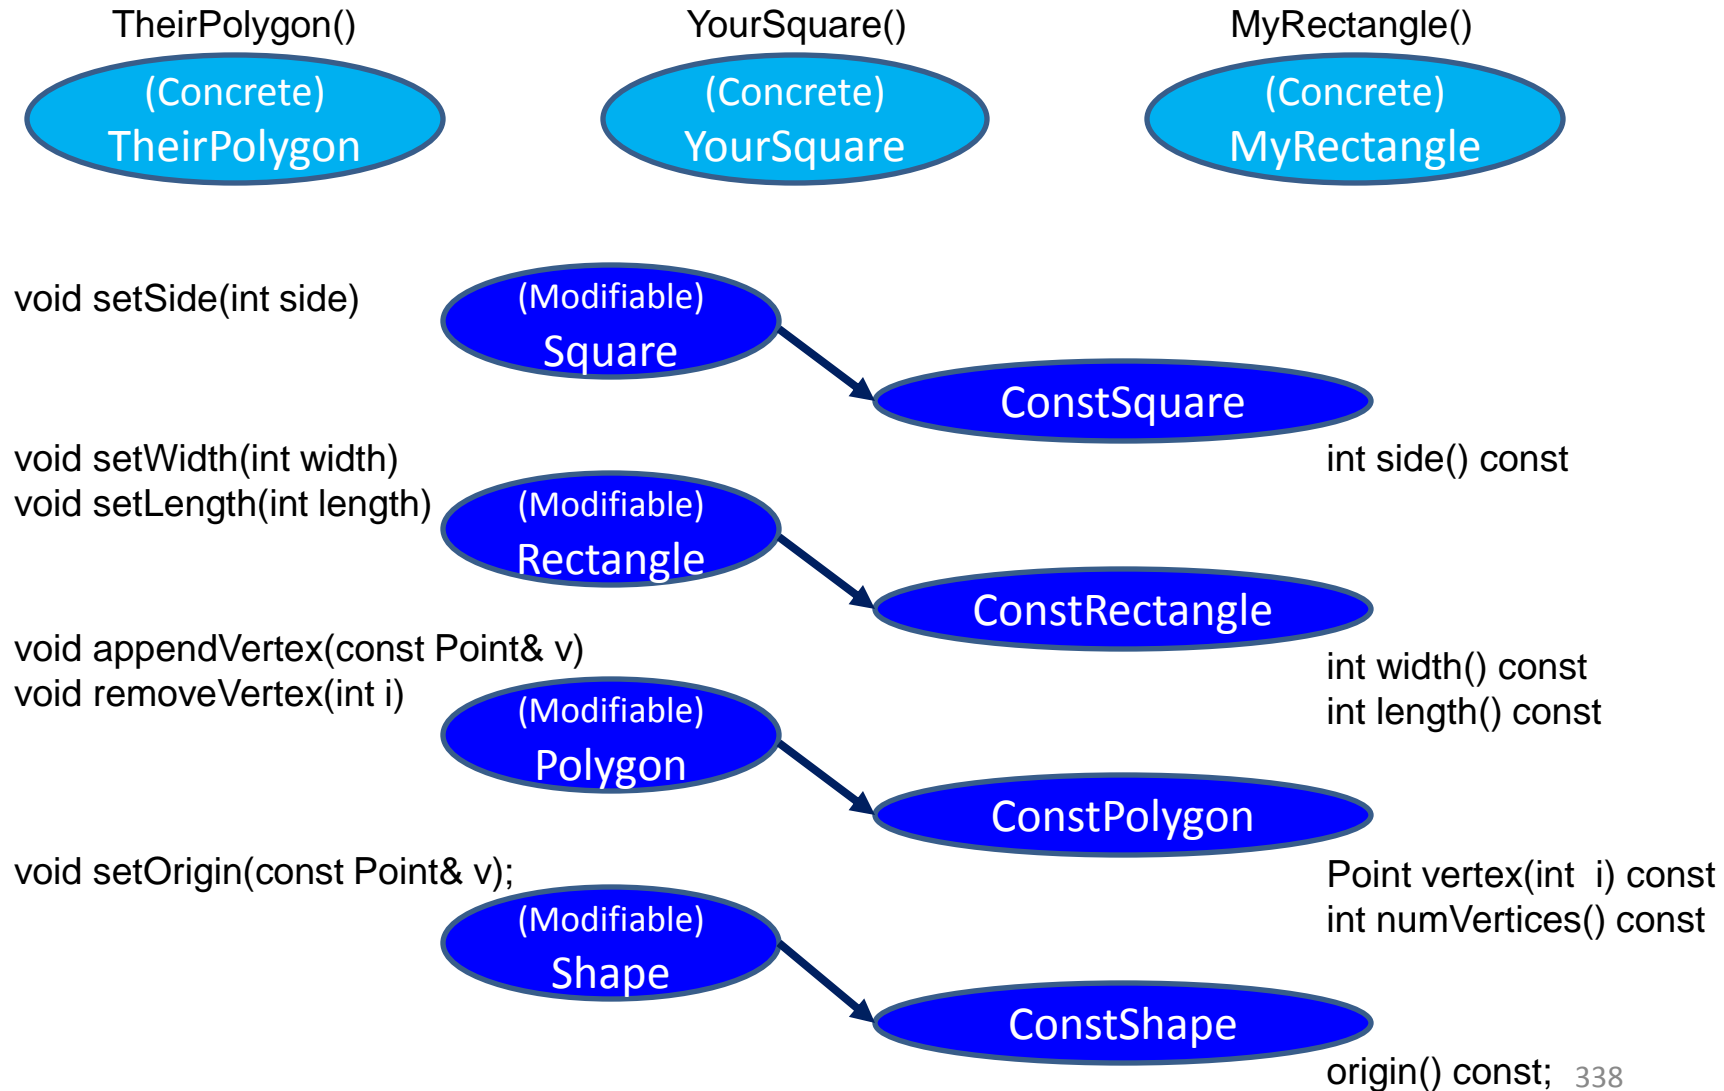 TheirPolygon()
YourSquare()
MyRectangle()
(Concrete)
TheirPolygon
(Concrete)
YourSquare
(Concrete)
MyRectangle
void setSide(int side)
(Modifiable)
Square
ConstSquare
int side() const
void setWidth(int width)
void setLength(int length)
(Modifiable)
Rectangle
ConstRectangle
int width() const
int length() const
void appendVertex(const Point& v)
void removeVertex(int i)
(Modifiable)
Polygon
ConstPolygon
Point vertex(int i) const
int numVertices() const
void setOrigin(const Point& v);
(Modifiable)
Shape
ConstShape
origin() const;
338